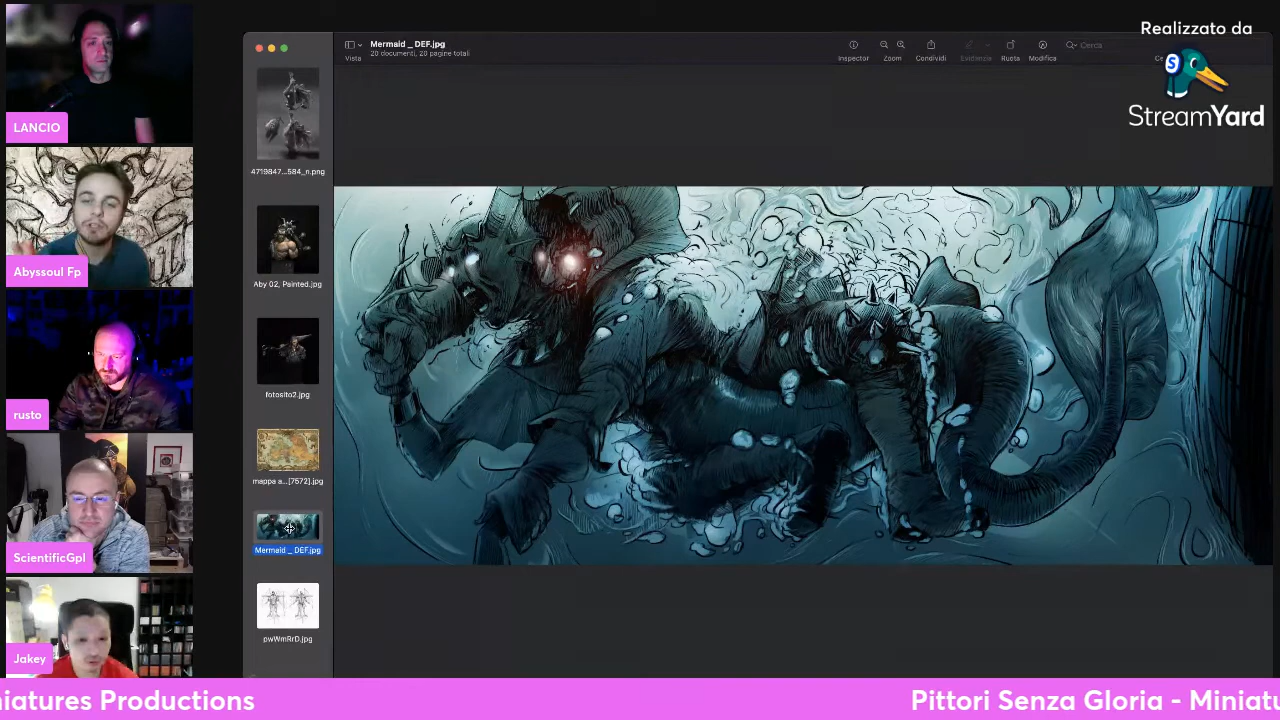 LANCIO
Abyssoul Fp
rusto
ScientificGpl
Jakey
Mermaid _ DEF.jpg
20 documenti, 20 pagine totali
Vista
Inspector
Zoom
Condividi
Evidenzia
Ruota
Modifica
Cerca
Realizzato da
S
StreamYard
4719847...584_n.png
Aby 02, Painted.jpg
fotosito2.jpg
mappa a...[7572].jpg
Mermaid _ DEF.jpg
pwWmRrD.jpg
niatures Productions
Pittori Senza Gloria - Miniatu